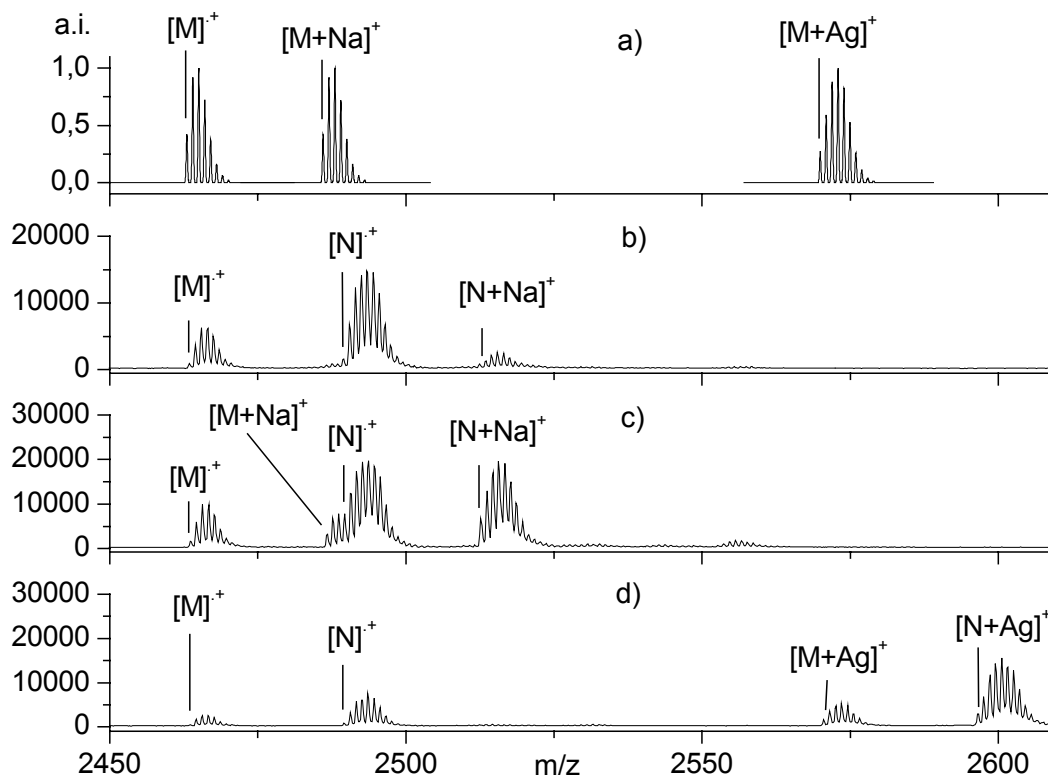 a.i.
[M]·+
[M+Na]+
a)
[M+Ag]+
1,0
0,5
0,0
20000
10000
0
[M]·+
[N]·+
[N+Na]+
b)
30000
20000
10000
0
[M]·+
[M+Na]+
[N]·+
[N+Na]+
c)
30000
20000
10000
0
[M]·+
[N]·+
d)
[M+Ag]+
[N+Ag]+
2450
2500
m/z
2550
2600